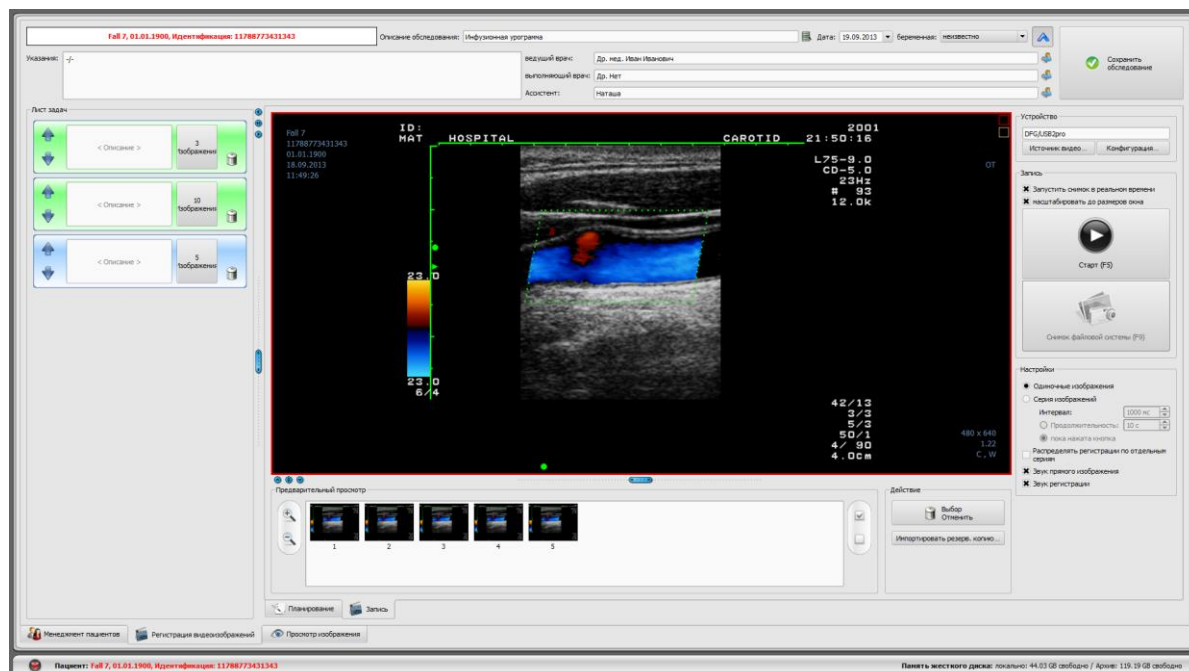 Fall 7, 01.01.1900, Идентификация: 11788773431343
Описание обследования: Инфузионная урограмма
Дата: 19.09.2013
беременная: неизвестно
Сохранить
обследование
Указания: -/-
ведущий врач: Др. мед. Иван Иванович
выполняющий врач: Др. Нет
Ассистент: Наташа
Лист задач
< Описание >
3
Изображения
< Описание >
10
Изображения
< Описание >
5
Изображения
Fall 7
11788773431343
01.01.1900
18.09.2013
11:49:26
ID:
MAT HOSPITAL CAROTID
2001
21:50:16
L75-9.0
CD-5.0
23Hz
# 93
12.0k
OT
23.0
23.0
6/4
42/13
3/3
5/3
50/1
4/ 90
4.0cm
480 x 640
1.22
C , W
Устройство
DFG/USB2pro
Источник видео...
Конфигурация...
Запись
Запустить снимок в реальном времени
масштабировать до размеров окна
Старт (F5)
Снимок файловой системы (F9)
Настройки
Одиночные изображения
Серия изображений
Интервал: 1000 мс
Продолжительность: 10 с
пока нажата кнопка
Распределять регистрации по отдельным
сериям
Звук прямого изображения
Звук регистрации
Предварительный просмотр
1 2 3 4 5
Действие
Выбор
Отменить
Импортировать резерв. копию...
Планирование
Запись
Менеджмент пациентов
Регистрация видеоизображений
Просмотр изображения
Пациент: Fall 7, 01.01.1900, Идентификация: 11788773431343
Память жесткого диска: локально: 44.03 GB свободно / Архив: 119.19 GB свободно